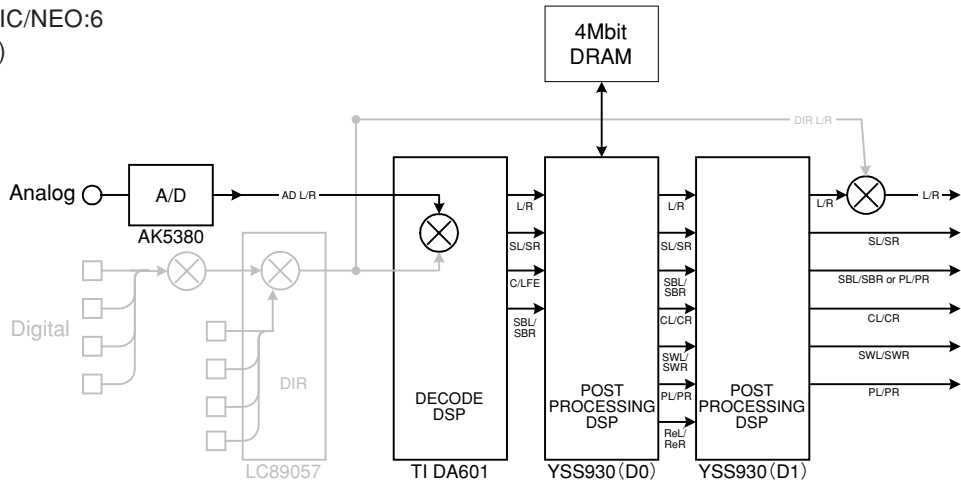 IC/NEO:6
)
4Mbit
DRAM
DIR L/R
Analog
A/D
AK5380
AD L/R
L/R
SL/SR
C/LFE
SBL/
SBR
L/R
SL/SR
SBL/
SBR
CL/CR
SWL/
SWR
PL/PR
ReL/
ReR
L/R
L/R
SL/SR
SBL/SBR or PL/PR
CL/CR
SWL/SWR
PL/PR
Digital
DIR
LC89057
DECODE
DSP
TI DA601
POST
PROCESSING
DSP
YSS930(D0)
POST
PROCESSING
DSP
YSS930(D1)